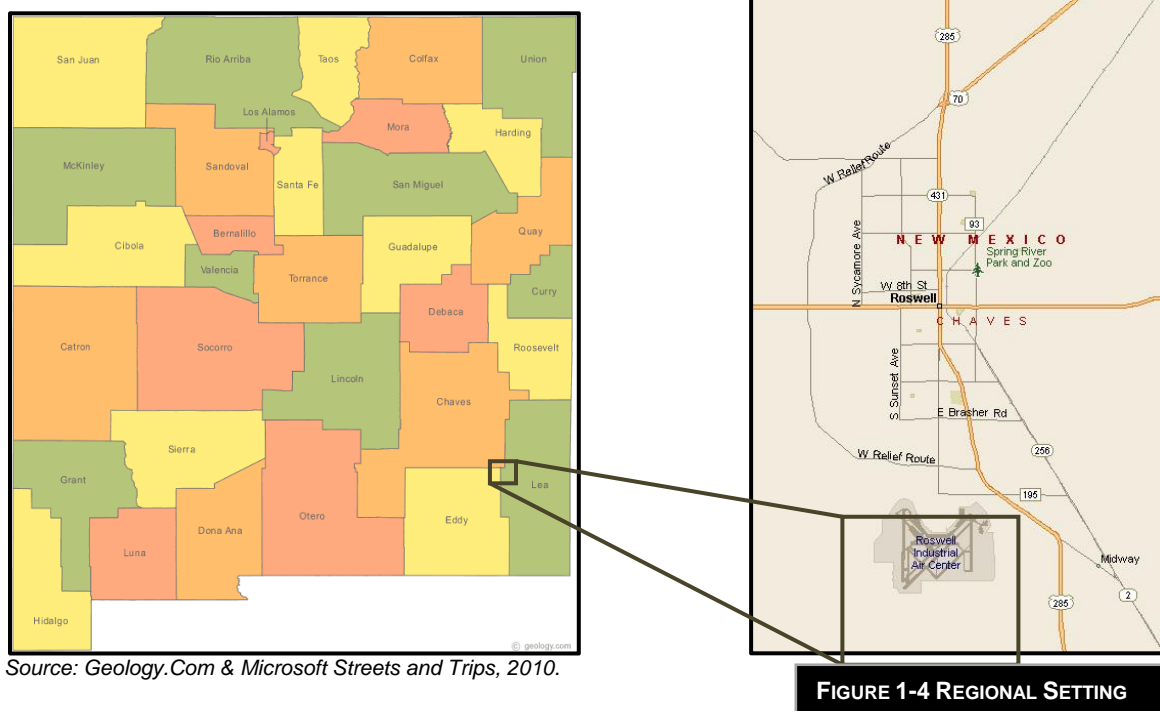 San Juan
Rio Arriba
Taos
Colfax
Union
Los Alamos
Mora
Harding
McKinley
Sandoval
Santa Fe
San Miguel
Quay
Cibola
Bernalillo
Guadalupe
Valencia
Torrance
Curry
Debaca
Catron
Socorro
Roosevelt
Lincoln
Chaves
Sierra
Grant
Lea
Otero
Eddy
Dona Ana
Luna
Hidalgo
© geology.com
Source: Geology.Com & Microsoft Streets and Trips, 2010.
285
70
W Relief Route
431
93
N Sycamore Ave
NEW MEXICO
Spring River
Park and Zoo
W 8th St
Roswell
CHAVES
S Sunset Ave
E Brasher Rd
W Relief Route
256
195
Roswell
Industrial
Air Center
Midway
285
2
FIGURE 1-4 REGIONAL SETTING